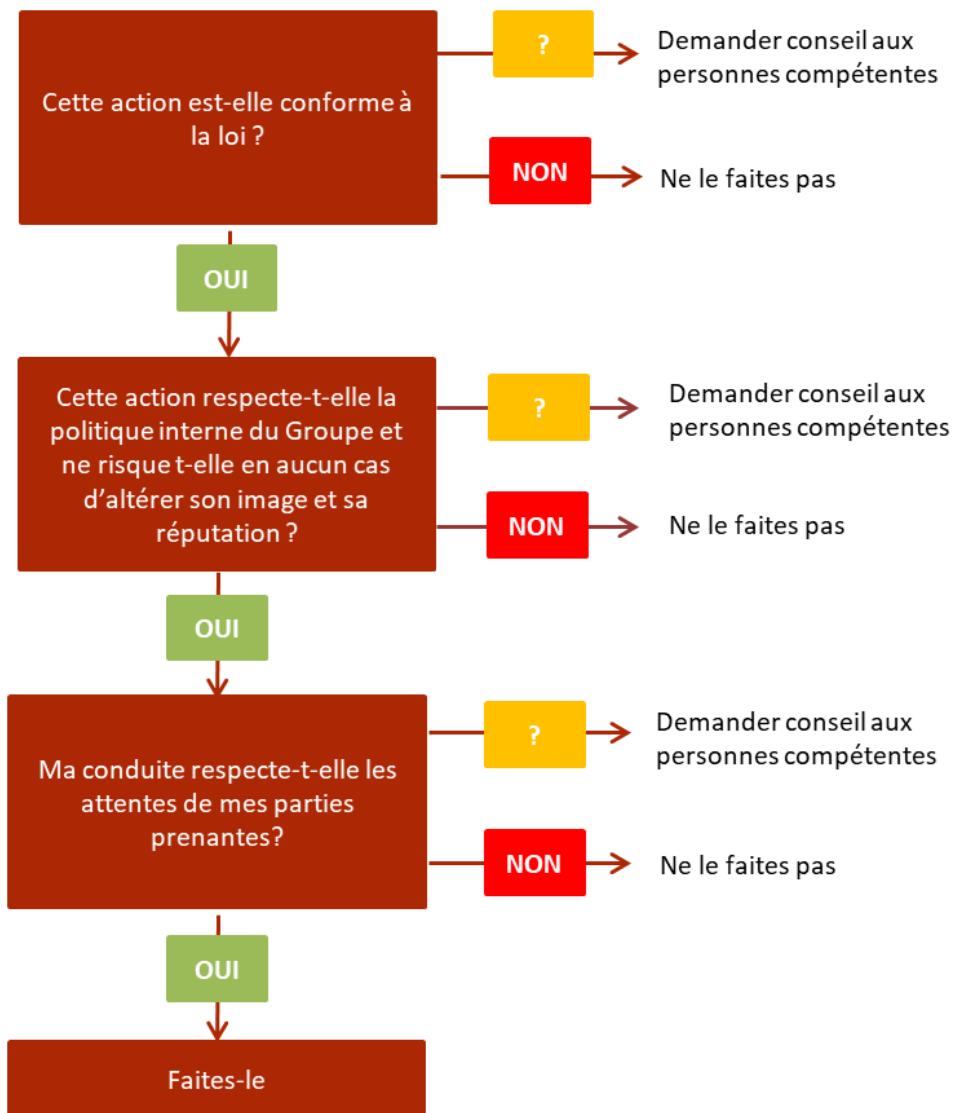 Cette action est-elle conforme à
la loi ?
?
Demander conseil aux
personnes compétentes
NON
Ne le faites pas
OUI
Cette action respecte-t-elle la
politique interne du Groupe et
ne risque t-elle en aucun cas
d’altérer son image et sa
réputation ?
?
Demander conseil aux
personnes compétentes
NON
Ne le faites pas
OUI
Ma conduite respecte-t-elle les
attentes de mes parties
prenantes?
?
Demander conseil aux
personnes compétentes
NON
Ne le faites pas
OUI
Faites-le